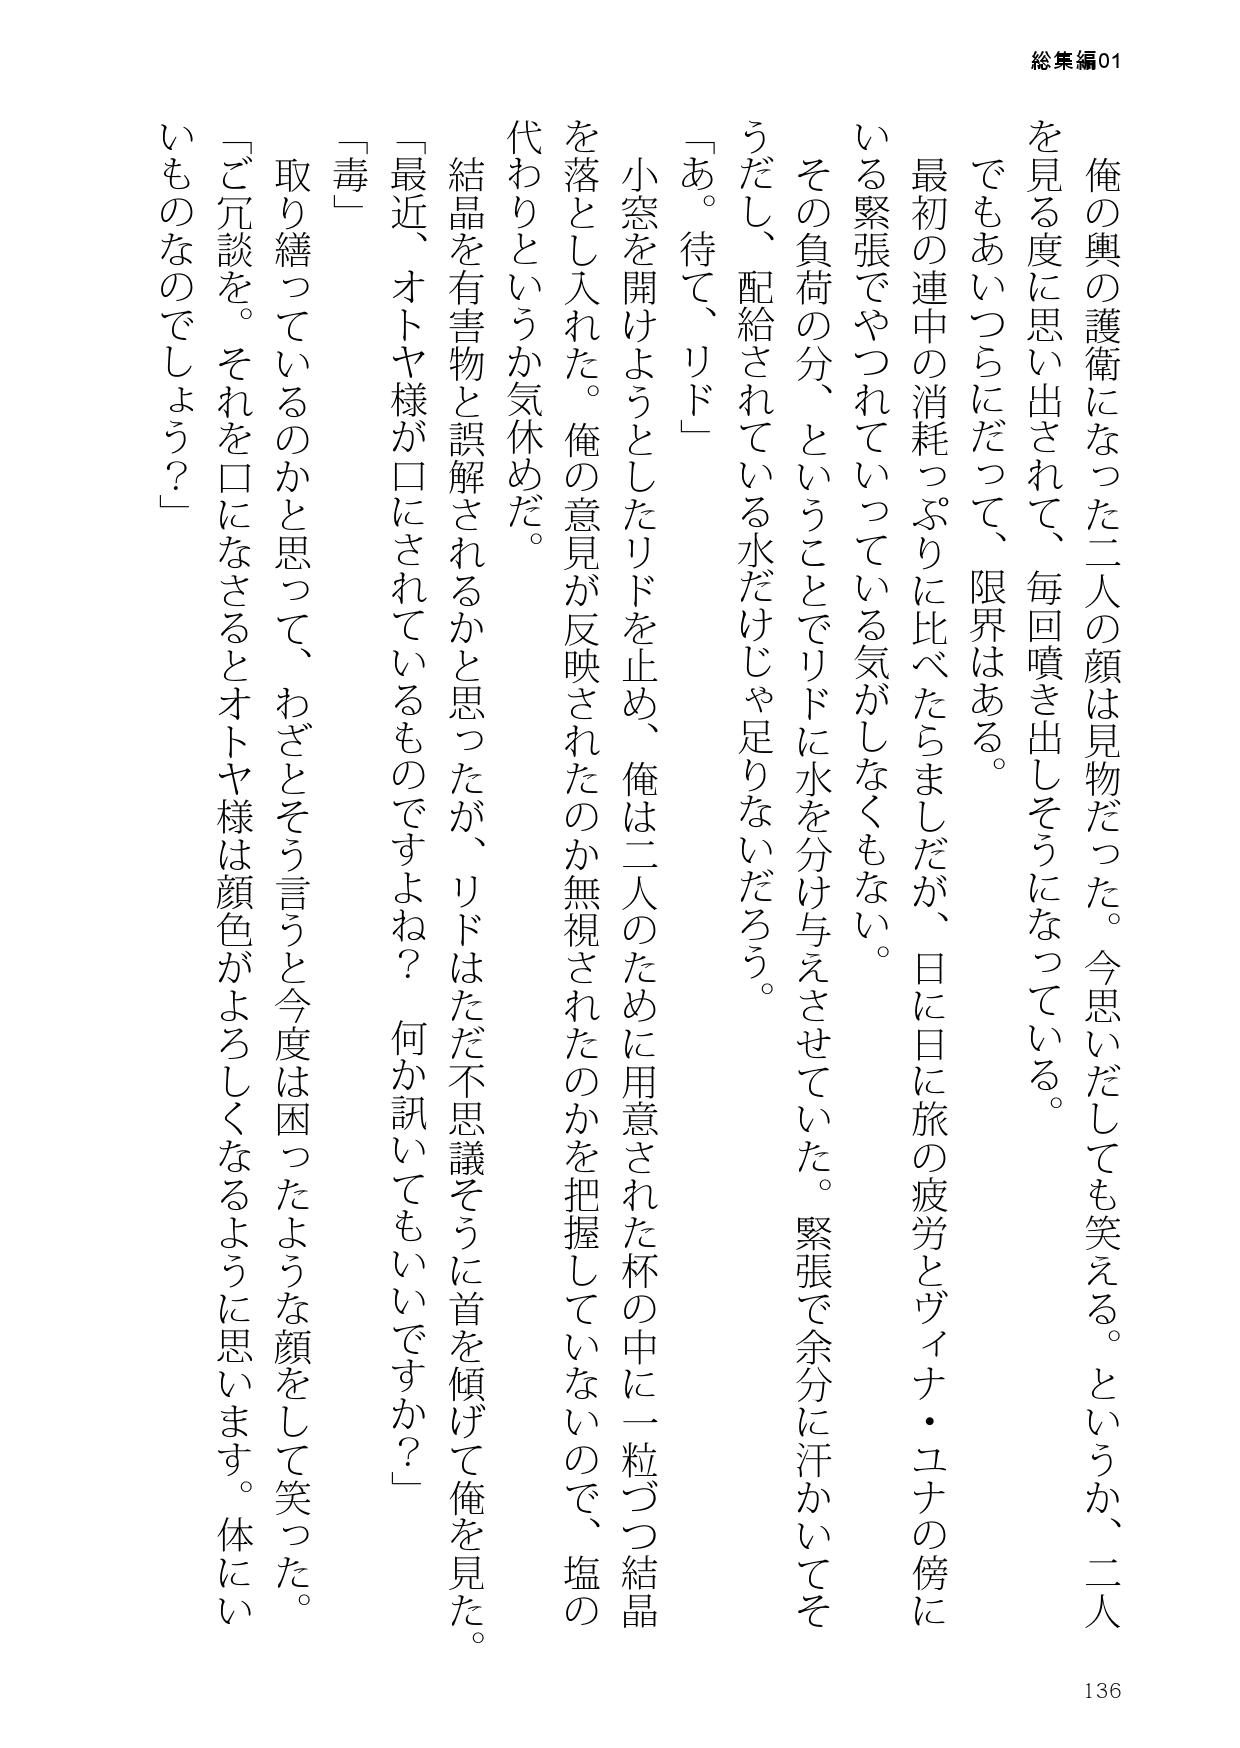 総集編01
　俺の輿の護衛になった二人の顔は見物だった。今思いだしても笑える。というか、二人
を見る度に思い出されて、毎回噴き出しそうになっている。
　でもあいつらにだって、限界はある。
　最初の連中の消耗っぷりに比べたらましだが、日に日に旅の疲労とヴィナ・ユナの傍に
いる緊張でやつれていっている気がしなくもない。
　その負荷の分、ということでリドに水を分け与えさせていた。緊張で余分に汗かいてそ
うだし、配給されている水だけじゃ足りないだろう。
「あ。待て、リド」
　小窓を開けようとしたリドを止め、俺は二人のために用意された杯の中に一粒づつ結晶
を落とし入れた。俺の意見が反映されたのか無視されたのかを把握していないので、塩の
代わりというか気休めだ。
　結晶を有害物と誤解されるかと思ったが、リドはただ不思議そうに首を傾げて俺を見た。
「最近、オトヤ様が口にされているものですよね？　何か訊いてもいいですか？」
「毒」
　取り繕っているのかと思って、わざとそう言うと今度は困ったような顔をして笑った。
「ご冗談を。それを口になさるとオトヤ様は顔色がよろしくなるように思います。体にい
いものなのでしょう？」
136